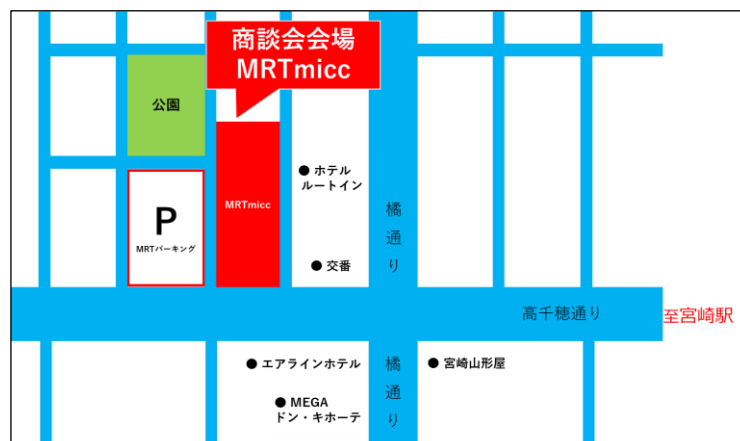 商談会会場
MRTmicc
公園
● ホテル
ルートイン
MRTmicc
P
MRTパーキング
橘通り
● 交番
高千穂通り
至宮崎駅
● エアラインホテル
橘通り
● 宮崎山形屋
● MEGA
ドン・キホーテ